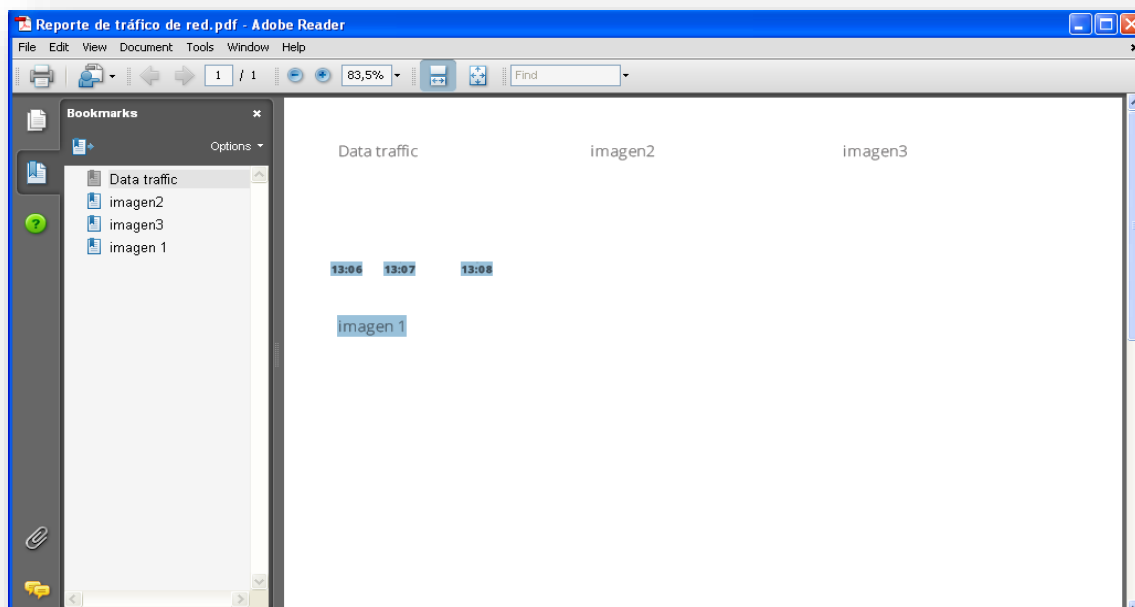 Reporte de tráfico de red.pdf - Adobe Reader
File Edit View Document Tools Window Help
1 / 1 83,5% Find
Bookmarks
Options
Data traffic
imagen2
imagen3
imagen 1
Data traffic imagen2 imagen3
13:06 13:07 13:08
imagen 1